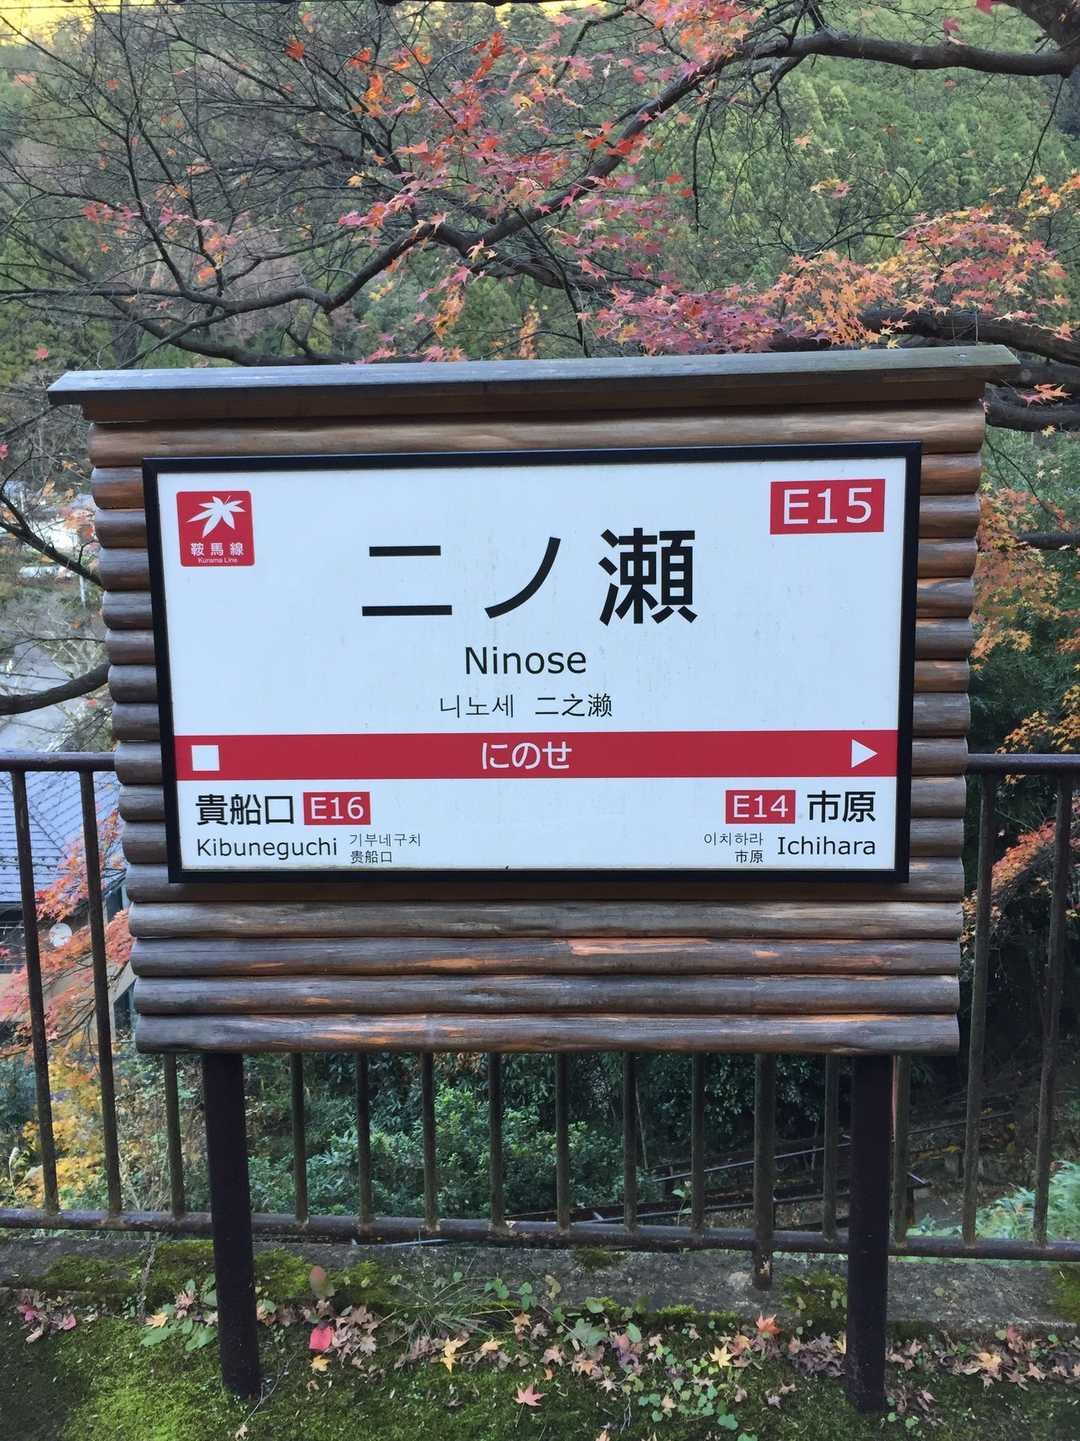 鞍馬線
Kurama Line
E15
二ノ瀬
Ninose
니노세 二之濑
にのせ
貴船口 E16
Kibuneguchi 기부네구치
贵船口
E14 市原
이치하라 Ichihara
市原